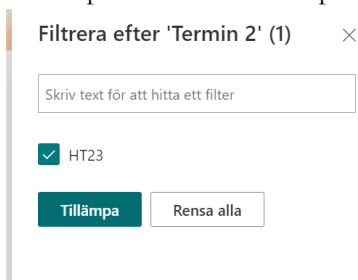 Filtrera efter 'Termin 2' (1)
Skriv text för att hitta ett filter
HT23
Tillämpa
Rensa alla